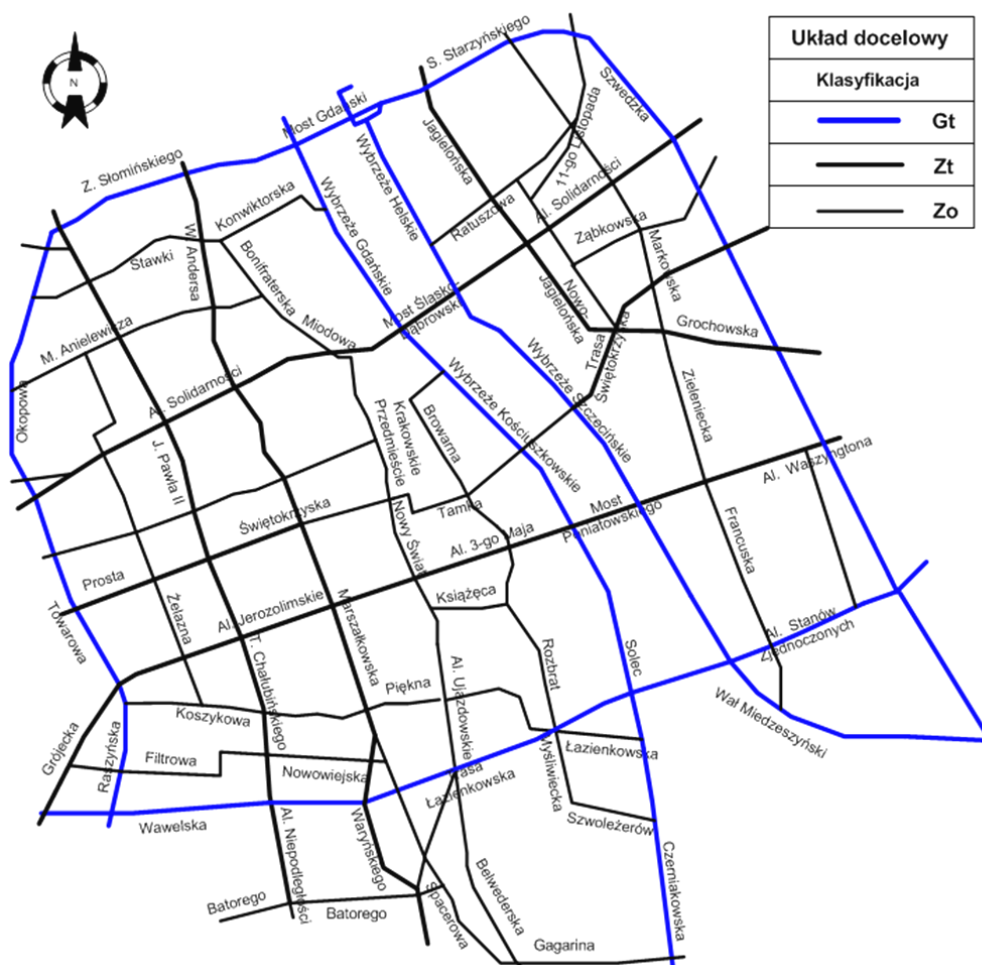 Układ docelowy
Klasyfikacja
Gt
Zt
Zo
N
S. Starzyńskiego
Szwedzka
Most Gdański
Jagielońska
11-go Listopada
Z. Słomińskiego
Wybrzeże Helskie
Al. Solidarności
Konwiktorska
Wybrzeże Gdańskie
Ratuszowa
Ząbkowska
Stawki
W. Andersa
Bonifraterska
Markowska
Most Śląsko-
Dąbrowski
Nowo-
Jagielońska
M. Anielewicza
Miodowa
Trasa
Świętokrzyska
Grochowska
Okopowa
Al. Solidarności
Wybrzeże Kościuszkowskie
Wybrzeże Szczecińskie
Zieleniecka
Krakowskie
Przedmieście
Browarna
J. Pawła II
Al. Waszyngtona
Świętokrzyska
Nowy Świat
Tamka
Most
Poniatowskiego
Al. 3-go Maja
Francuska
Prosta
Żelazna
Towarowa
Al. Jerozolimskie
Marszałkowska
Książęca
Al. Stanów
Zjednoczonych
T. Chałubińskiego
Rozbrat
Solec
Al. Ujazdowskie
Piękna
Koszykowa
Wał Miedzeszyński
Grójecka
Raszyńska
Filtrowa
Nowowiejska
Trasa
Łazienkowska
Myśliwiecka
Łazienkowska
Wawelska
Al. Niepodległości
Waryńskiego
Szwoleżerów
Czerniakowska
Batorego
Batorego
Spacerowa
Belwederska
Gagarina